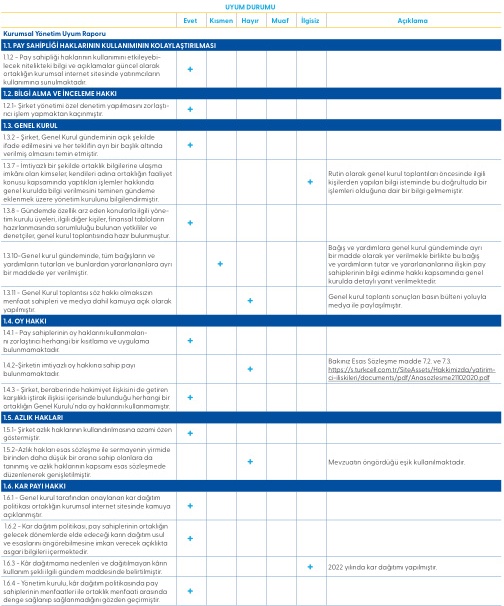 UYUM DURUMU
Evet Kısmen Hayır Muaf İlgisiz Açıklama
Kurumsal Yönetim Uyum Raporu
1.1. PAY SAHİPLİĞİ HAKLARININ KULLANIMININ KOLAYLAŞTIRILMASI
1.1.2 - Pay sahipliği haklarının kullanımını etkileyebi-
lecek nitelikteki bilgi ve açıklamalar güncel olarak
ortaklığın kurumsal internet sitesinde yatırımcıların
kullanımına sunulmaktadır.
+
1.2. BİLGİ ALMA VE İNCELEME HAKKI
1.2.1- Şirket yönetimi özel denetim yapılmasını zorlaştı-
rıcı işlem yapmaktan kaçınmıştır.
+
1.3. GENEL KURUL
1.3.2 - Şirket, Genel Kurul gündeminin açık şekilde
ifade edilmesini ve her teklifin ayrı bir başlık altında
verilmiş olmasını temin etmiştir.
+
1.3.7 - İmtiyazlı bir şekilde ortaklık bilgilerine ulaşma
imkânı olan kimseler, kendileri adına ortaklığın faaliyet
konusu kapsamında yaptıkları işlemler hakkında
genel kurulda bilgi verilmesini teminen gündeme
eklenmek üzere yönetim kurulunu bilgilendirmiştir.
+
Rutin olarak genel kurul toplantıları öncesinde ilgili
kişilerden yapılan bilgi isteminde bu doğrultuda bir
işlemleri olduğuna dair bir bilgi gelmemiştir.
1.3.8 - Gündemde özellik arz eden konularla ilgili yöne-
tim kurulu üyeleri, ilgili diğer kişiler, finansal tabloların
hazırlanmasında sorumluluğu bulunan yetkililer ve
denetçiler, genel kurul toplantısında hazır bulunmuştur.
+
1.3.10- Genel kurul gündeminde, tüm bağışların ve
yardımların tutarları ve bunlardan yararlananlara ayrı
bir maddede yer verilmiştir.
+
Bağış ve yardımlara genel kurul gündeminde ayrı
bir madde olarak yer verilmekle birlikte bu bağış
ve yardımların tutar ve yararlananlarına ilişkin pay
sahiplerinin bilgi edinme hakkı kapsamında genel
kurulda detaylı yanıt verilmektedir.
1.3.11 - Genel Kurul toplantısı söz hakkı olmaksızın
menfaat sahipleri ve medya dahil kamuya açık olarak
yapılmıştır.
+
Genel kurul toplantı sonuçları basın bülteni yoluyla
medya ile paylaşılmıştır.
1.4. OY HAKKI
1.4.1 - Pay sahiplerinin oy haklarını kullanmaları-
nı zorlaştırıcı herhangi bir kısıtlama ve uygulama
bulunmamaktadır.
+
1.4.2-Şirketin imtiyazlı oy hakkına sahip payı
bulunmamaktadır.
+
Bakınız Esas Sözleşme madde 7.2. ve 7.3.
https://s.turkcell.com.tr/SiteAssets/Hakkimizda/yatirim-
ci-iliskileri/documents/pdf/Anasozlesme21102020.pdf
1.4.3 - Şirket, beraberinde hakimiyet ilişkisini de getiren
karşılıklı iştirak ilişkisi içerisinde bulunduğu herhangi bir
ortaklığın Genel Kurulu'nda oy haklarını kullanmamıştır.
+
1.5. AZLIK HAKLARI
1.5.1- Şirket azlık haklarının kullandırılmasına azami özen
göstermiştir.
+
1.5.2-Azlık hakları esas sözleşme ile sermayenin yirmide
birinden daha düşük bir orana sahip olanlara da
tanınmış ve azlık haklarının kapsamı esas sözleşmede
düzenlenerek genişletilmiştir.
+
Mevzuatın öngörduğu eşik kullanılmaktadır.
1.6. KAR PAYI HAKKI
1.6.1 - Genel kurul tarafından onaylanan kar dağıtım
politikası ortaklığın kurumsal internet sitesinde kamuya
açıklanmıştır.
+
1.6.2 - Kar dağıtım politikası, pay sahiplerinin ortaklığın
gelecek dönemlerde elde edeceği karın dağıtım usul
ve esaslarını öngörebilmesine imkan verecek açıklıkta
asgari bilgileri içermektedir.
+
1.6.3 - Kâr dağıtmama nedenleri ve dağıtılmayan kârın
kullanım şekli ilgili gündem maddesinde belirtilmiştir.
+
2022 yılında kar dağıtımı yapılmıştır.
1.6.4 - Yönetim kurulu, kâr dağıtım politikasında pay
sahiplerinin menfaatleri ile ortaklık menfaati arasında
denge sağlanıp sağlanmadığını gözden geçirmiştir.
+